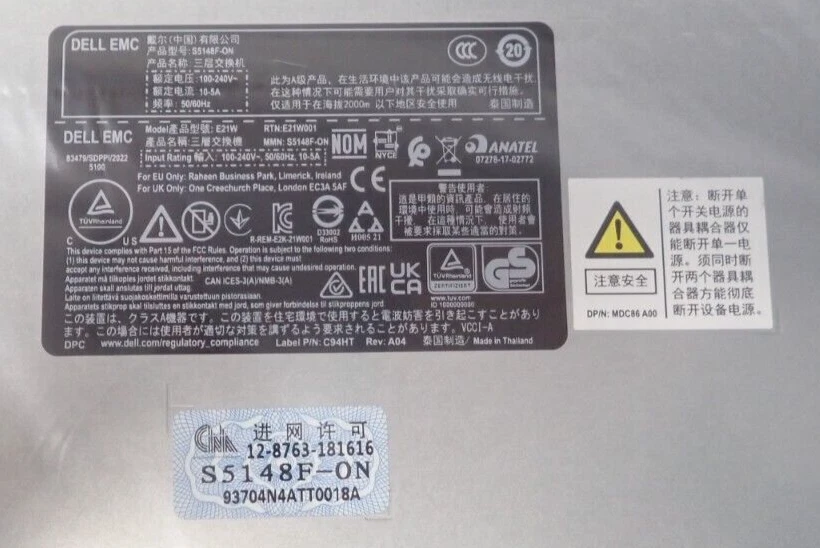 DELL EMC
戴尔（中国）有限公司
产品型号: S5148F-ON
产品名称: 三层交换机
额定电压: 100-240V~
额定电流: 10-5A
频率: 50/60Hz
CCC
20
此为A级产品，在生活环境中该产品可能会造成无线电干扰，
在这种情况下可能需要用户对其干扰采取确实可行措施。
仅适用于在海拔2000m 以下地区安全使用 泰国制造
DELL EMC
83479/SDPPI/2022
5100
Model產品型号: E21W RTN: E21W001
產品名稱: 三層交換機 MMN: S5148F-ON
Input Rating 輸入: 100-240V~, 50/60Hz, 10-5A
NOM
NYCE
ANATEL
07278-17-02772
For EU Only: Raheen Business Park, Limerick, Ireland
For UK Only: One Creechurch Place, London EC3A 5AF
CE
TÜVRheinland
C US
R-REM-E2K-21W001
D33002
RoHS
警告使用者:
這是甲類的資訊產品，在居住的
環境中使用時，可能會造成射頻
干擾，在這種情況下，使用者會
被要求採取某些適當的對策。
This device complies with Part 15 of the FCC Rules. Operation is subject to the following two conditions:
(1) this device may not cause harmful interference, and (2) this device must
accept any interference received, including interference that may cause undesired operation.
Apparatet må tilkoples jordet stikkontakt. CAN ICES-3(A)/NMB-3(A)
Apparaten skall anslutas till jordat uttag.
Laite on liitettävä suojakoskettimilla varustettuun pistorasiaan.
Apparatets stikprop skal tilsluttes en stikkontakt med jord, som giver forbindelse til stikproppens jord.
EAC
UK
CA
TÜVRheinland
ZERTIFIZIERT
GS
www.tuv.com
この装置は、クラスA機器です。この装置を住宅環境で使用すると電波妨害を引き起こすことがあり
ます。この場合には使用者が適切な対策を講ずるよう要求されることがあります。VCCI-A
DPC www.dell.com/regulatory_compliance Label P/N: C94HT Rev: A04 泰国制造/ Made in Thailand
注意安全
DP/N: MDC86 A00
注意：断开单
个开关电源的
器具耦合器仅
能断开单一电
源。须同时断
开两个器具耦
合器方能彻底
断开设备电源。
进网许可
12-8763-181616
S5148F-ON
93704N4ATT0018A